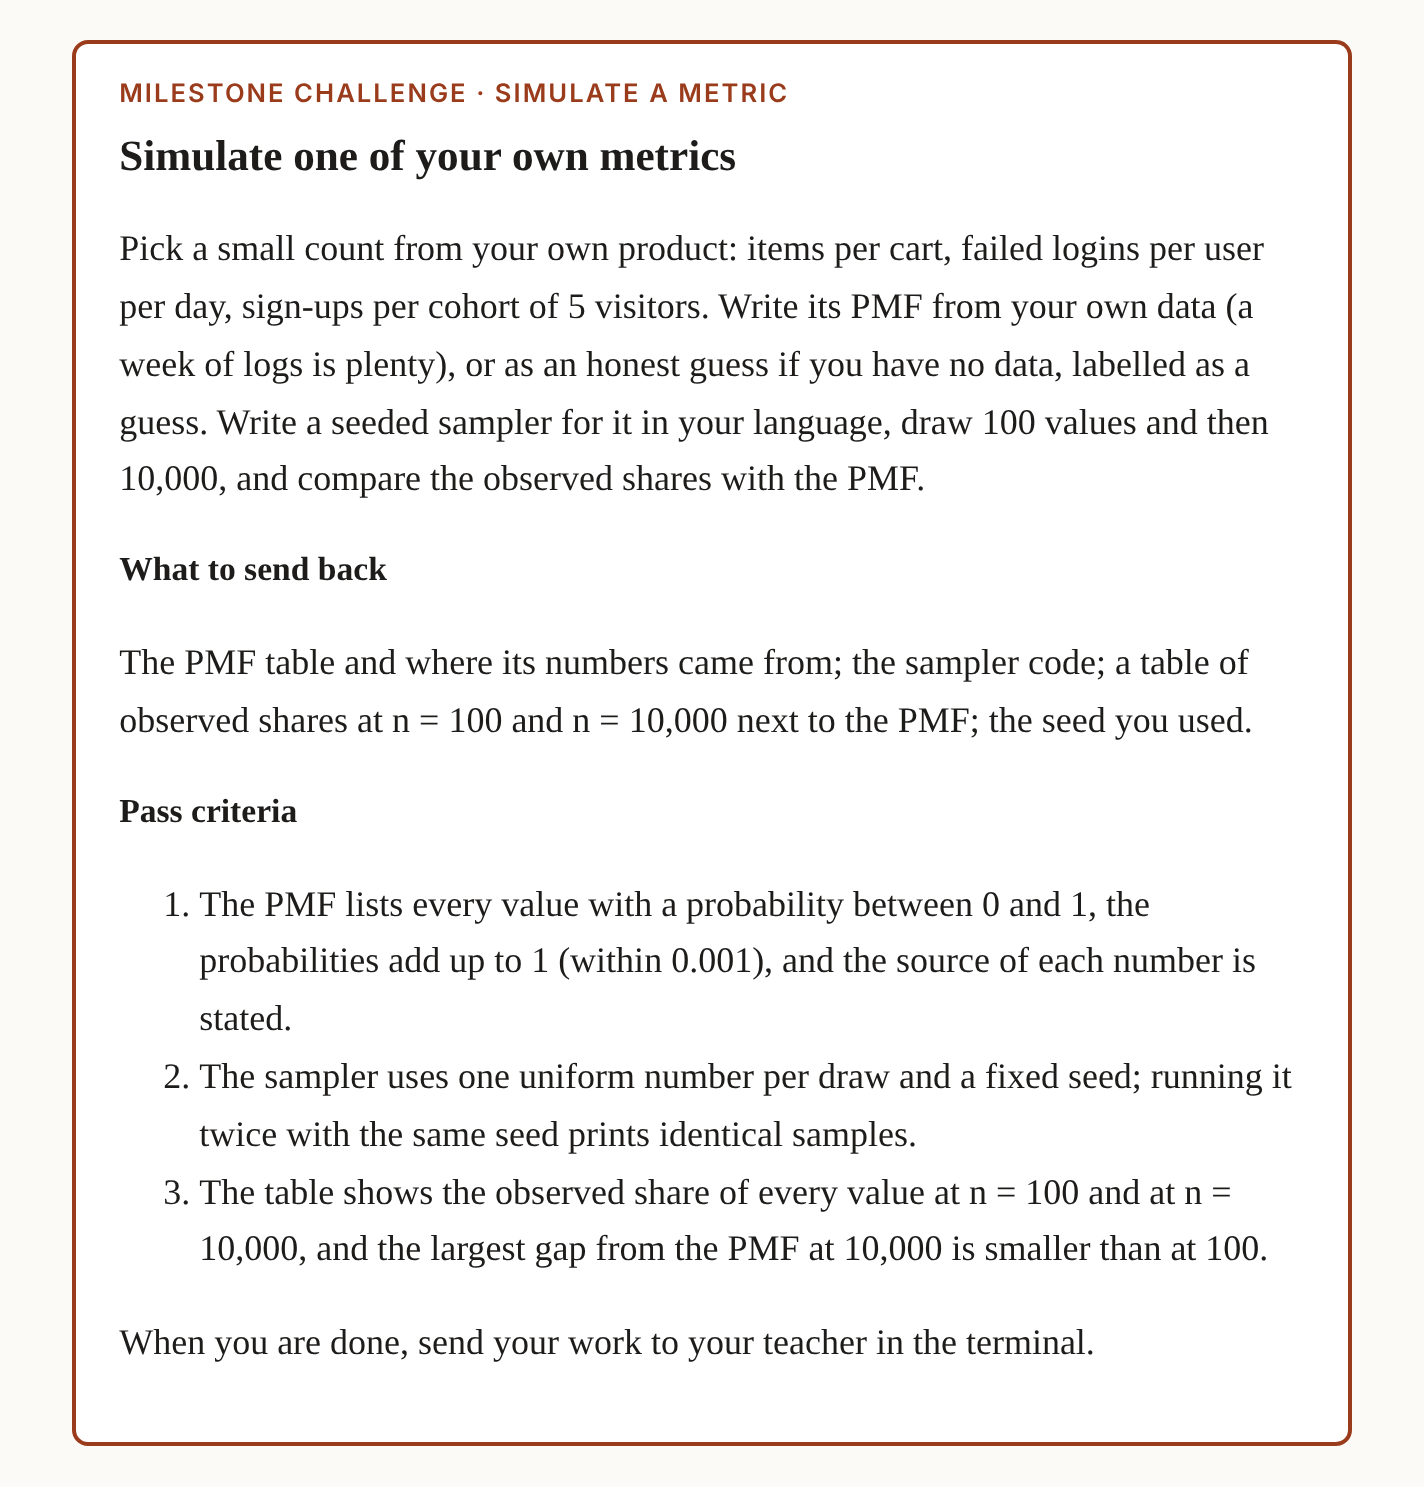 MILESTONE CHALLENGE · SIMULATE A METRIC
Simulate one of your own metrics
Pick a small count from your own product: items per cart, failed logins per user
per day, sign-ups per cohort of 5 visitors. Write its PMF from your own data (a
week of logs is plenty), or as an honest guess if you have no data, labelled as a
guess. Write a seeded sampler for it in your language, draw 100 values and then
10,000, and compare the observed shares with the PMF.
What to send back
The PMF table and where its numbers came from; the sampler code; a table of
observed shares at n = 100 and n = 10,000 next to the PMF; the seed you used.
Pass criteria
1. The PMF lists every value with a probability between 0 and 1, the
probabilities add up to 1 (within 0.001), and the source of each number is
stated.
2. The sampler uses one uniform number per draw and a fixed seed; running it
twice with the same seed prints identical samples.
3. The table shows the observed share of every value at n = 100 and at n =
10,000, and the largest gap from the PMF at 10,000 is smaller than at 100.
When you are done, send your work to your teacher in the terminal.